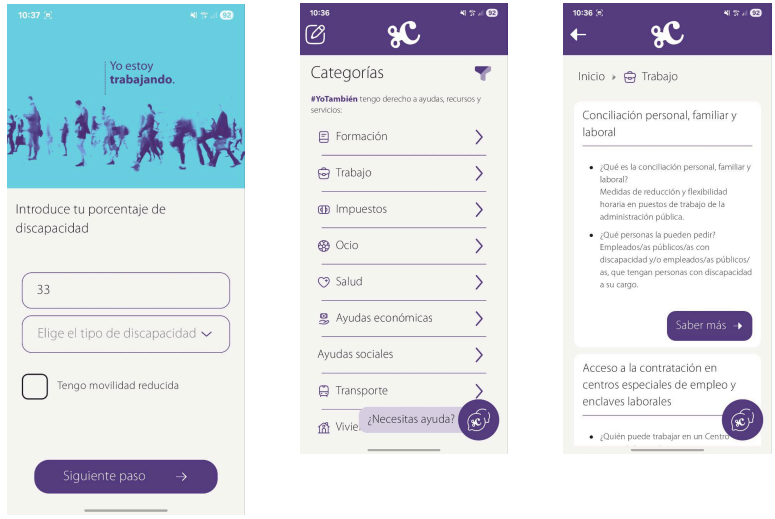 10:37
92
Yo estoy
trabajando.
Introduce tu porcentaje de
discapacidad
33
Elige el tipo de discapacidad
Tengo movilidad reducida
Siguiente paso →
10:36
92
Categorías
#YoTambién tengo derecho a ayudas, recursos y
servicios:
Formación
Trabajo
Impuestos
Ocio
Salud
Ayudas económicas
Ayudas sociales
Transporte
Vivie
¿Necesitas ayuda?
10:36
92
Inicio ▸ Trabajo
Conciliación personal, familiar y
laboral
• ¿Qué es la conciliación personal, familiar y
laboral?
Medidas de reducción y flexibilidad
horaria en puestos de trabajo de la
administración pública.
• ¿Qué personas la pueden pedir?
Empleados/as públicos/as con
discapacidad y/o empleados/as públicos/
as, que tengan personas con discapacidad
a su cargo.
Saber más →
Acceso a la contratación en
centros especiales de empleo y
enclaves laborales
• ¿Quién puede trabajar en un Centro